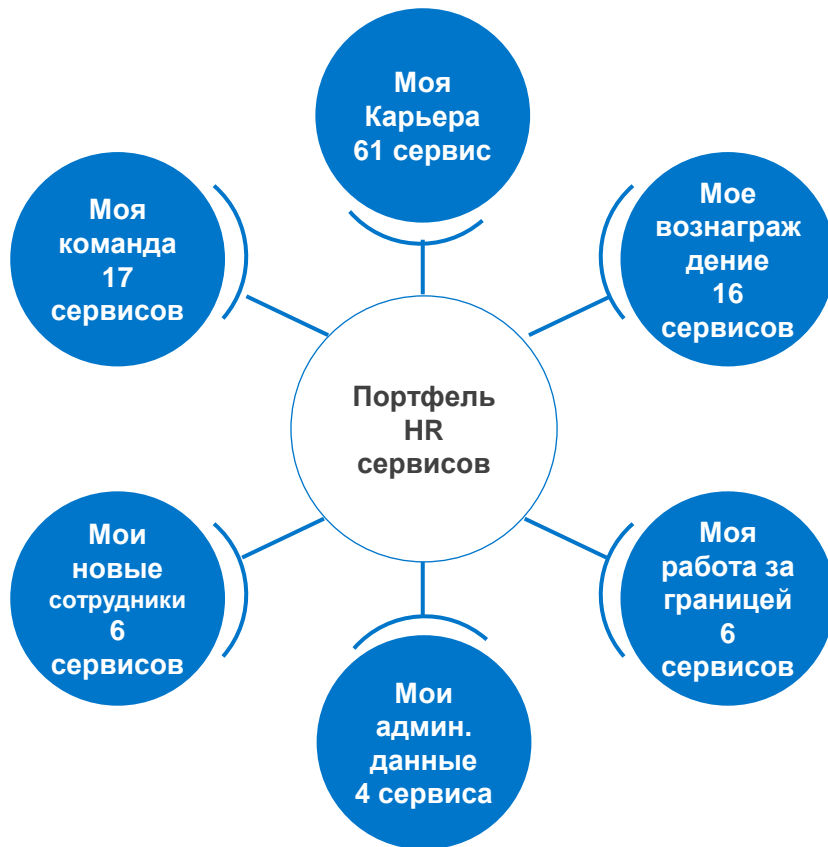 Моя
Карьера
61 сервис
Моя
команда
17
сервисов
Мое
вознаграж
дение
16
сервисов
Портфель
HR
сервисов
Мои
новые
сотрудники
6
сервисов
Моя
работа за
границей
6
сервисов
Мои
админ.
данные
4 сервиса